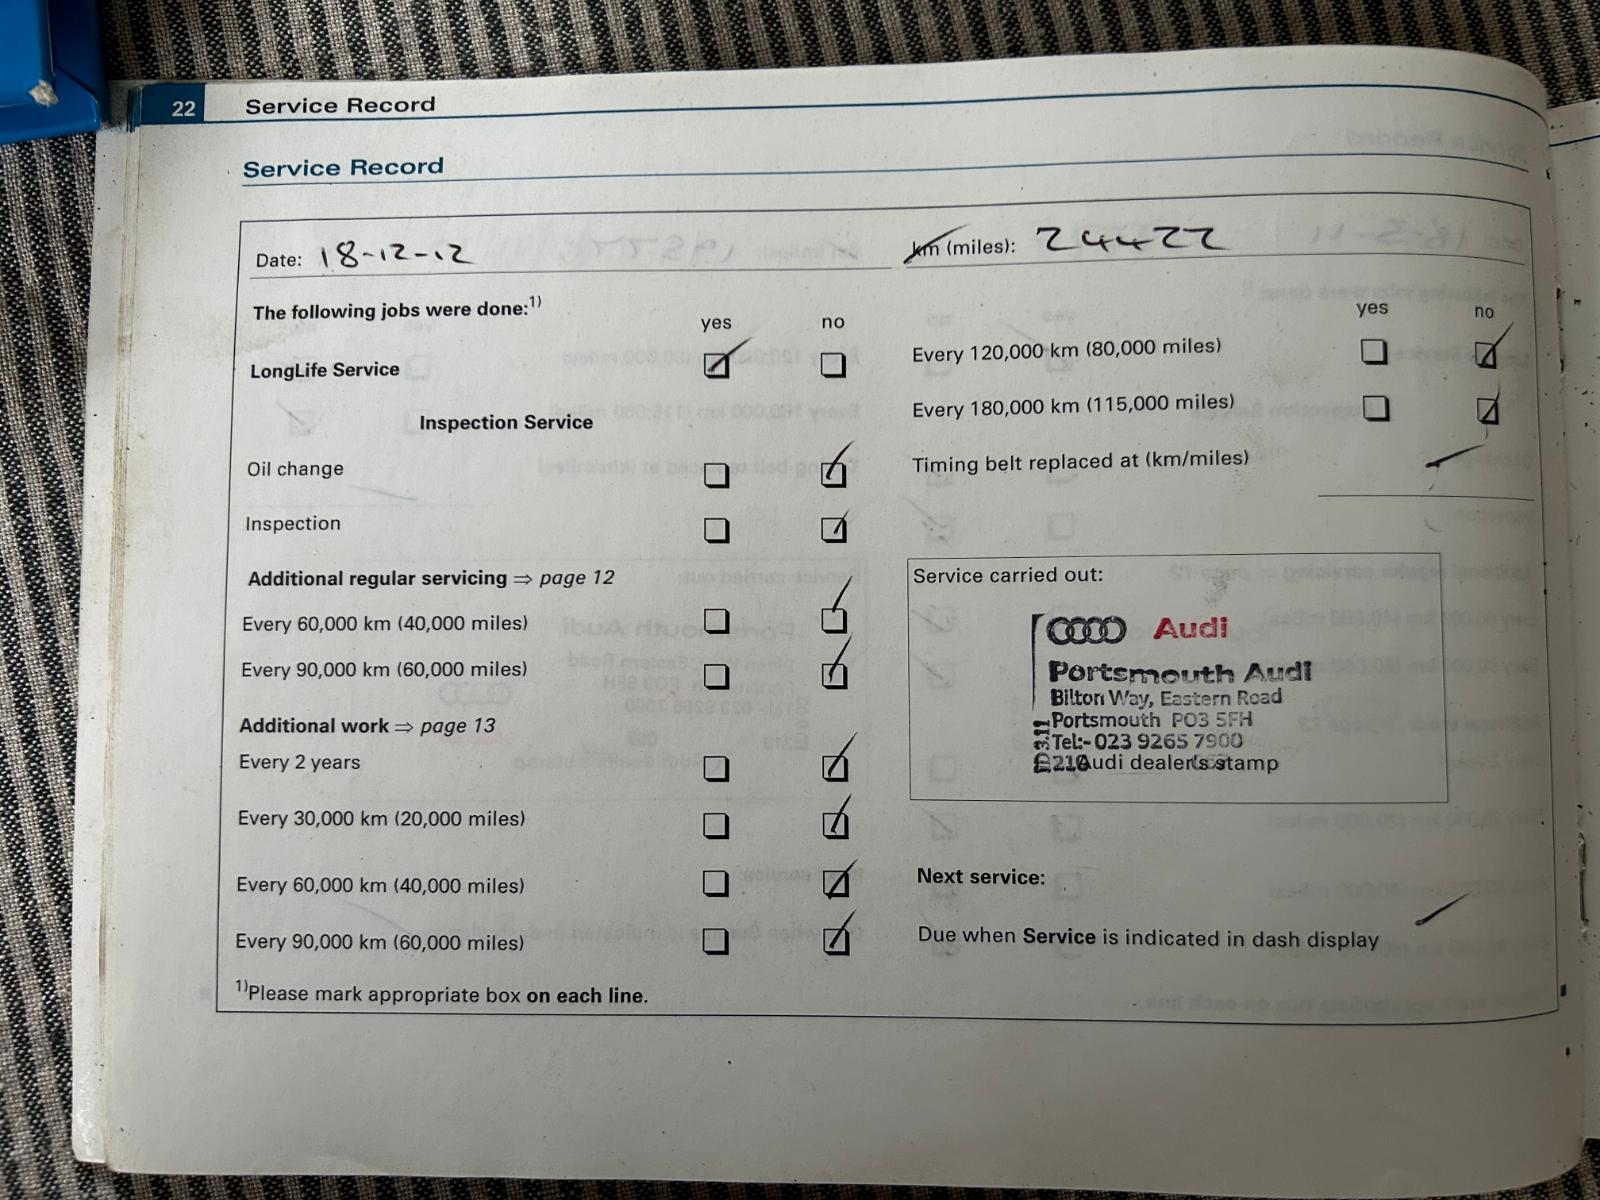 22 Service Record
Service Record
Date: 18-12-12
km (miles): 24422
The following jobs were done:1)
yes no
LongLife Service
Inspection Service
Oil change
Inspection
Additional regular servicing ⇒ page 12
Every 60,000 km (40,000 miles)
Every 90,000 km (60,000 miles)
Additional work ⇒ page 13
Every 2 years
Every 30,000 km (20,000 miles)
Every 60,000 km (40,000 miles)
Every 90,000 km (60,000 miles)
1)Please mark appropriate box on each line.
yes no
Every 120,000 km (80,000 miles)
Every 180,000 km (115,000 miles)
Timing belt replaced at (km/miles)
Service carried out:
Audi
Portsmouth Audi
Bilton Way, Eastern Road
Portsmouth PO3 5FH
Tel:- 023 9265 7900
Audi dealer's stamp
Next service:
Due when Service is indicated in dash display